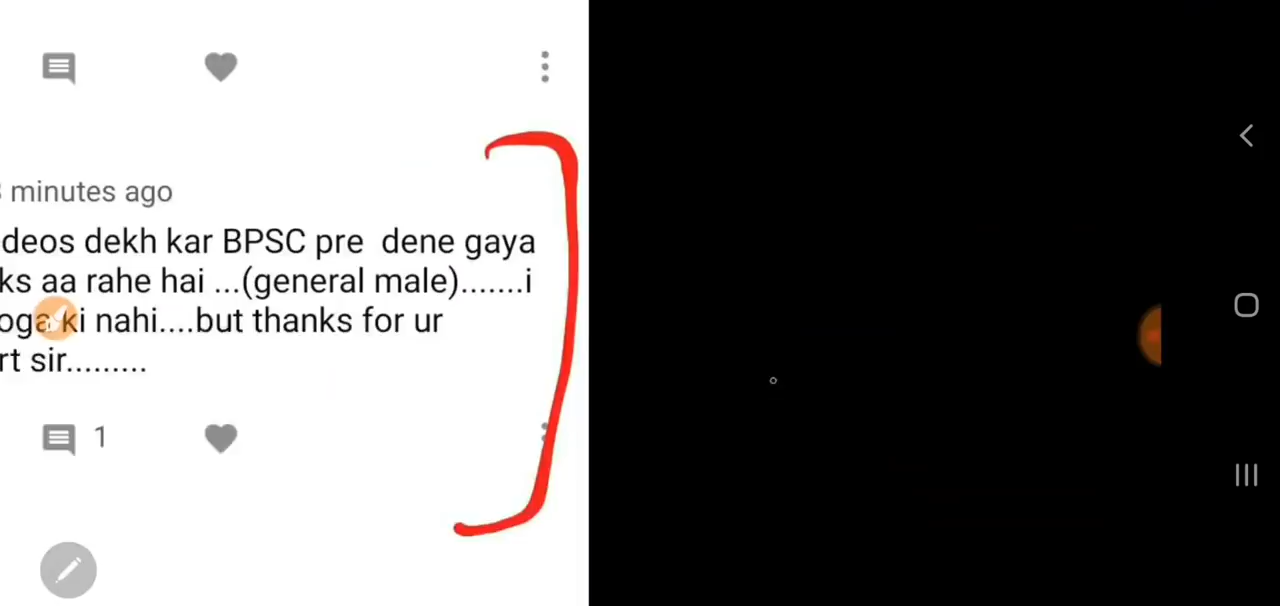 minutes ago
deos dekh kar BPSC pre dene gaya
ks aa rahe hai ...(general male).......i
oga ki nahi....but thanks for ur
rt sir.........
1